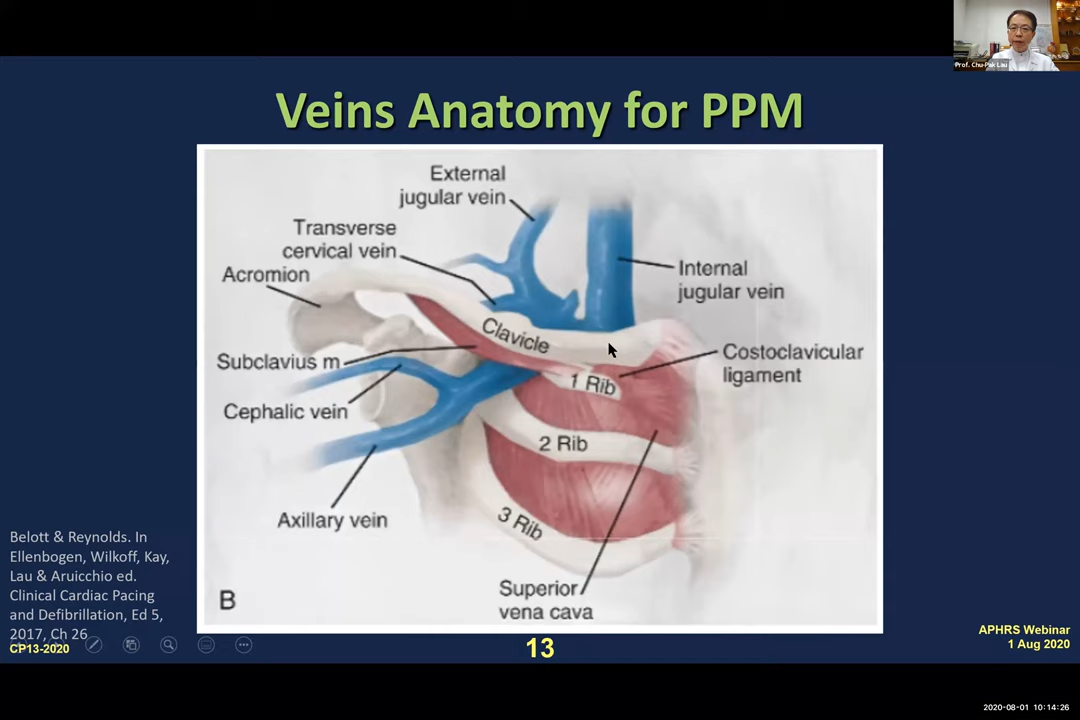 Prof. Chu-Pak Lau
Veins Anatomy for PPM
External
jugular vein
Transverse
cervical vein
Acromion
Internal
jugular vein
Clavicle
Subclavius m
Costoclavicular
ligament
1 Rib
Cephalic vein
2 Rib
Axillary vein
3 Rib
Superior
vena cava
B
Belott & Reynolds. In
Ellenbogen, Wilkoff, Kay,
Lau & Aruicchio ed.
Clinical Cardiac Pacing
and Defibrillation, Ed 5,
2017, Ch 26
CP13-2020
13
APHRS Webinar
1 Aug 2020
2020-08-01 10:14:26